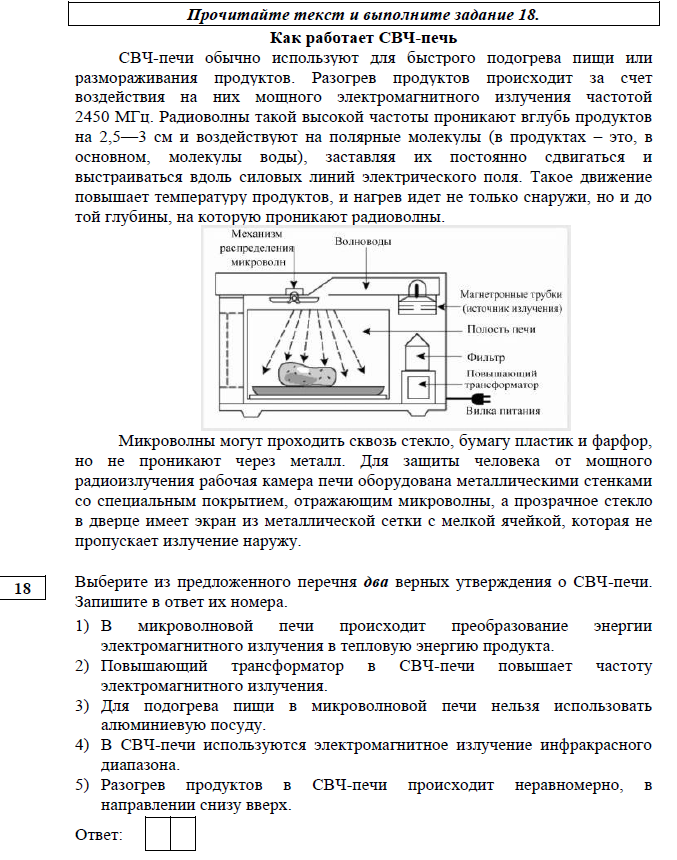 Прочитайте текст и выполните задание 18.
Как работает СВЧ-печь
СВЧ-печи обычно используют для быстрого подогрева пищи или
размораживания продуктов. Разогрев продуктов происходит за счет
воздействия на них мощного электромагнитного излучения частотой
2450 МГц. Радиоволны такой высокой частоты проникают вглубь продуктов
на 2,5—3 см и воздействуют на полярные молекулы (в продуктах – это, в
основном, молекулы воды), заставляя их постоянно сдвигаться и
выстраиваться вдоль силовых линий электрического поля. Такое движение
повышает температуру продуктов, и нагрев идет не только снаружи, но и до
той глубины, на которую проникают радиоволны.
Механизм
распределения
микроволн
Волноводы
Магнетронные трубки
(источник излучения)
Полость печи
Фильтр
Повышающий
трансформатор
Вилка питания
Микроволны могут проходить сквозь стекло, бумагу пластик и фарфор,
но не проникают через металл. Для защиты человека от мощного
радиоизлучения рабочая камера печи оборудована металлическими стенками
со специальным покрытием, отражающим микроволны, а прозрачное стекло
в дверце имеет экран из металлической сетки с мелкой ячейкой, которая не
пропускает излучение наружу.
18
Выберите из предложенного перечня два верных утверждения о СВЧ-печи.
Запишите в ответ их номера.
1) В микроволновой печи происходит преобразование энергии
электромагнитного излучения в тепловую энергию продукта.
2) Повышающий трансформатор в СВЧ-печи повышает частоту
электромагнитного излучения.
3) Для подогрева пищи в микроволновой печи нельзя использовать
алюминиевую посуду.
4) В СВЧ-печи используются электромагнитное излучение инфракрасного
диапазона.
5) Разогрев продуктов в СВЧ-печи происходит неравномерно, в
направлении снизу вверх.
Ответ: